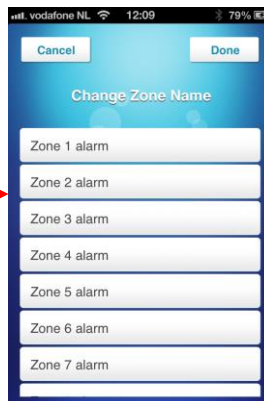 vodafone NL 12:09 79%
Cancel Done
Change Zone Name
Zone 1 alarm
Zone 2 alarm
Zone 3 alarm
Zone 4 alarm
Zone 5 alarm
Zone 6 alarm
Zone 7 alarm